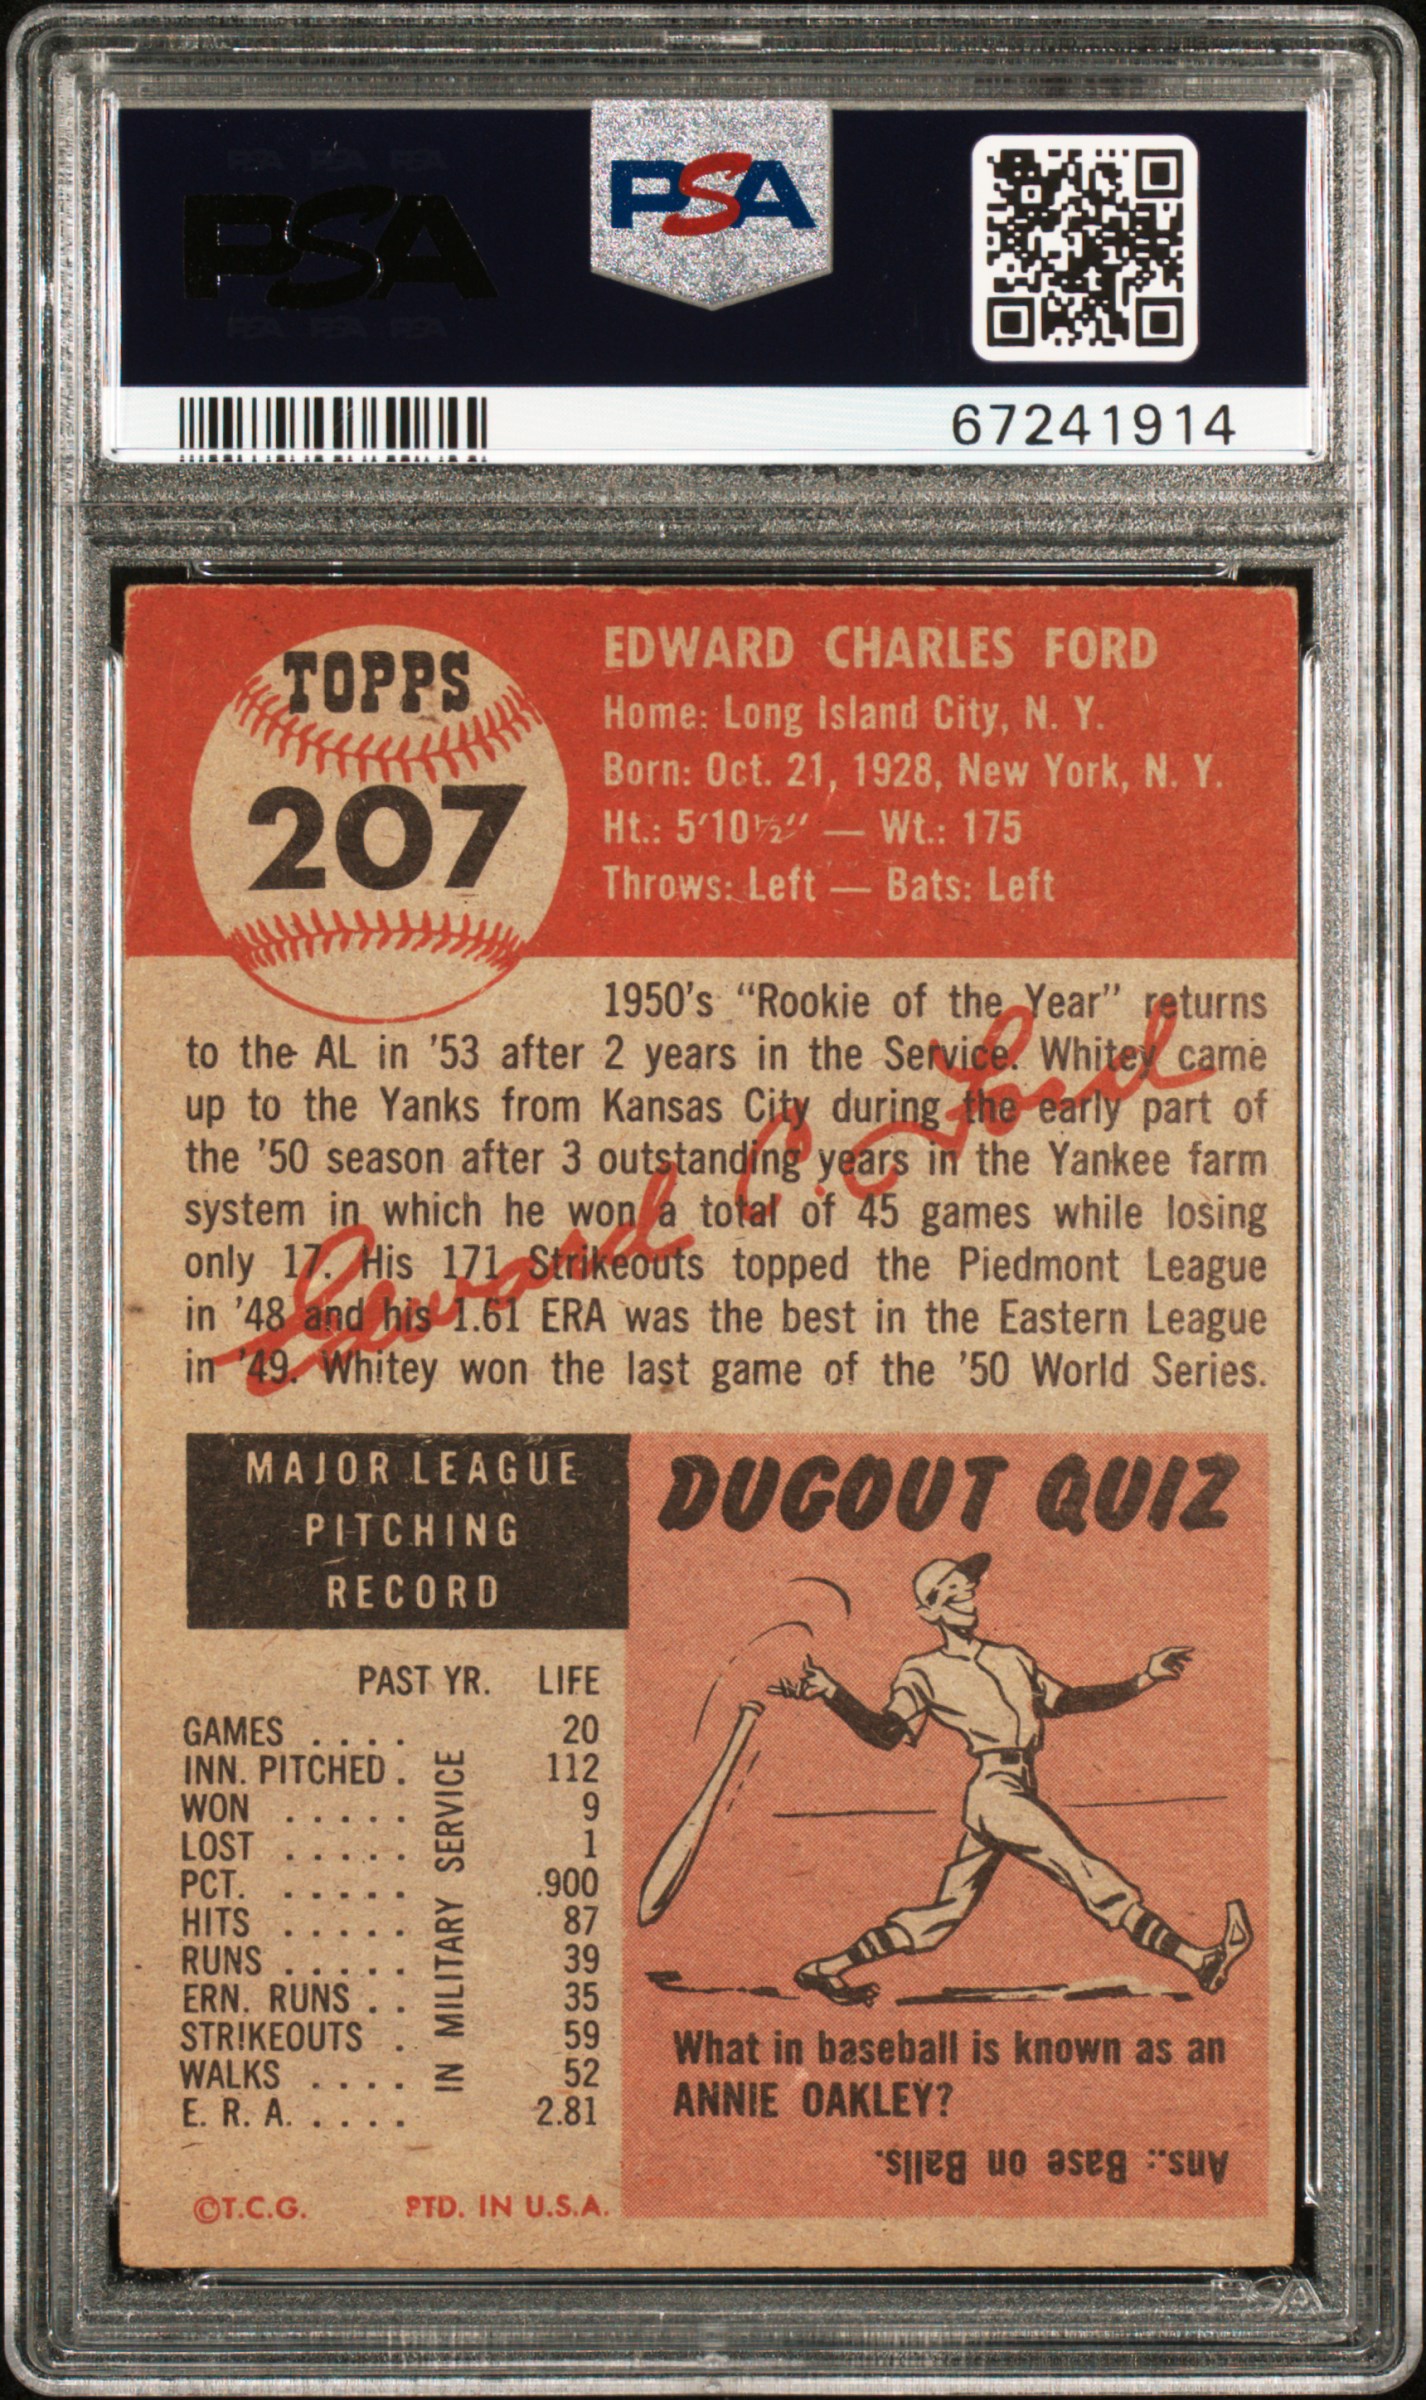 PSA PSA PSA
PSA
PSA PSA PSA
PSA
67241914
TOPPS
207
EDWARD CHARLES FORD
Home: Long Island City, N. Y.
Born: Oct. 21, 1928, New York, N. Y.
Ht.: 5'10½" — Wt.: 175
Throws: Left — Bats: Left
1950's "Rookie of the Year" returns
to the AL in '53 after 2 years in the Service. Whitey came
up to the Yanks from Kansas City during the early part of
the '50 season after 3 outstanding years in the Yankee farm
system in which he won a total of 45 games while losing
only 17. His 171 Strikeouts topped the Piedmont League
in '48 and his 1.61 ERA was the best in the Eastern League
in '49. Whitey won the last game of the '50 World Series.
Edward C. Ford
MAJOR LEAGUE
PITCHING
RECORD
PAST YR. LIFE
GAMES . . . . 20
INN. PITCHED . 112
WON . . . . . 9
LOST . . . . . 1
PCT. . . . . . .900
HITS . . . . . 87
RUNS . . . . . 39
ERN. RUNS . . 35
STRIKEOUTS . 59
WALKS . . . . 52
E. R. A. . . . . 2.81
IN MILITARY SERVICE
©T.C.G. PTD. IN U.S.A.
DUGOUT QUIZ
What in baseball is known as an
ANNIE OAKLEY?
Ans.: Base on Balls.
PSA